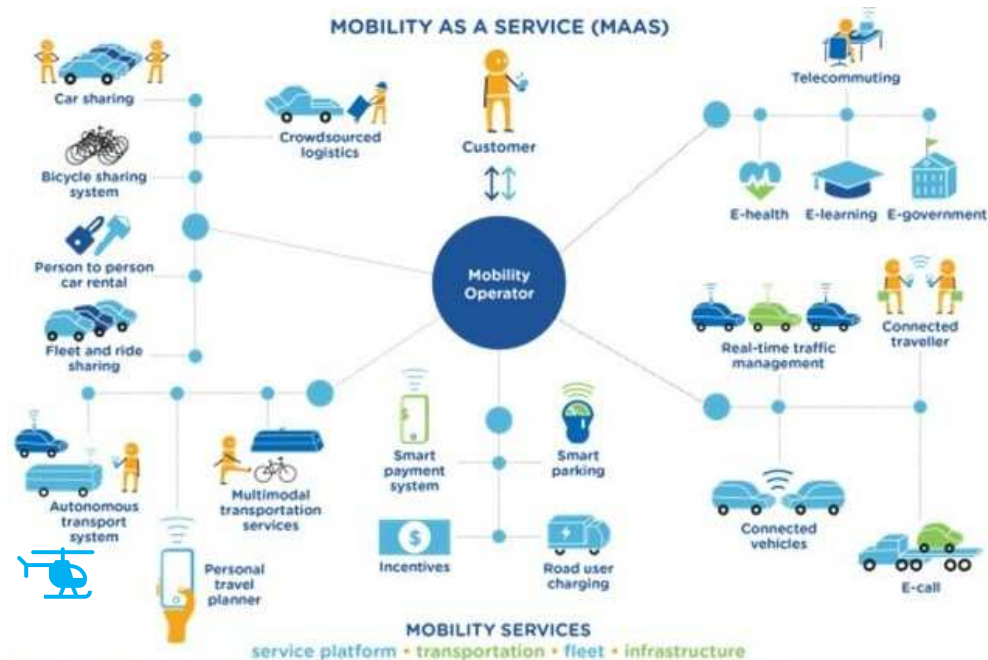 MOBILITY AS A SERVICE (MAAS)
Car sharing
Crowdsourced
logistics
Bicycle sharing
system
Person to person
car rental
Fleet and ride
sharing
Customer
Mobility
Operator
Telecommuting
E-health
E-learning
E-government
Real-time traffic
management
Connected
traveller
Connected
vehicles
E-call
Autonomous
transport
system
Personal
travel
planner
Multimodal
transportation
services
Smart
payment
system
Smart
parking
$
Incentives
Road user
charging
MOBILITY SERVICES
service platform • transportation • fleet • infrastructure